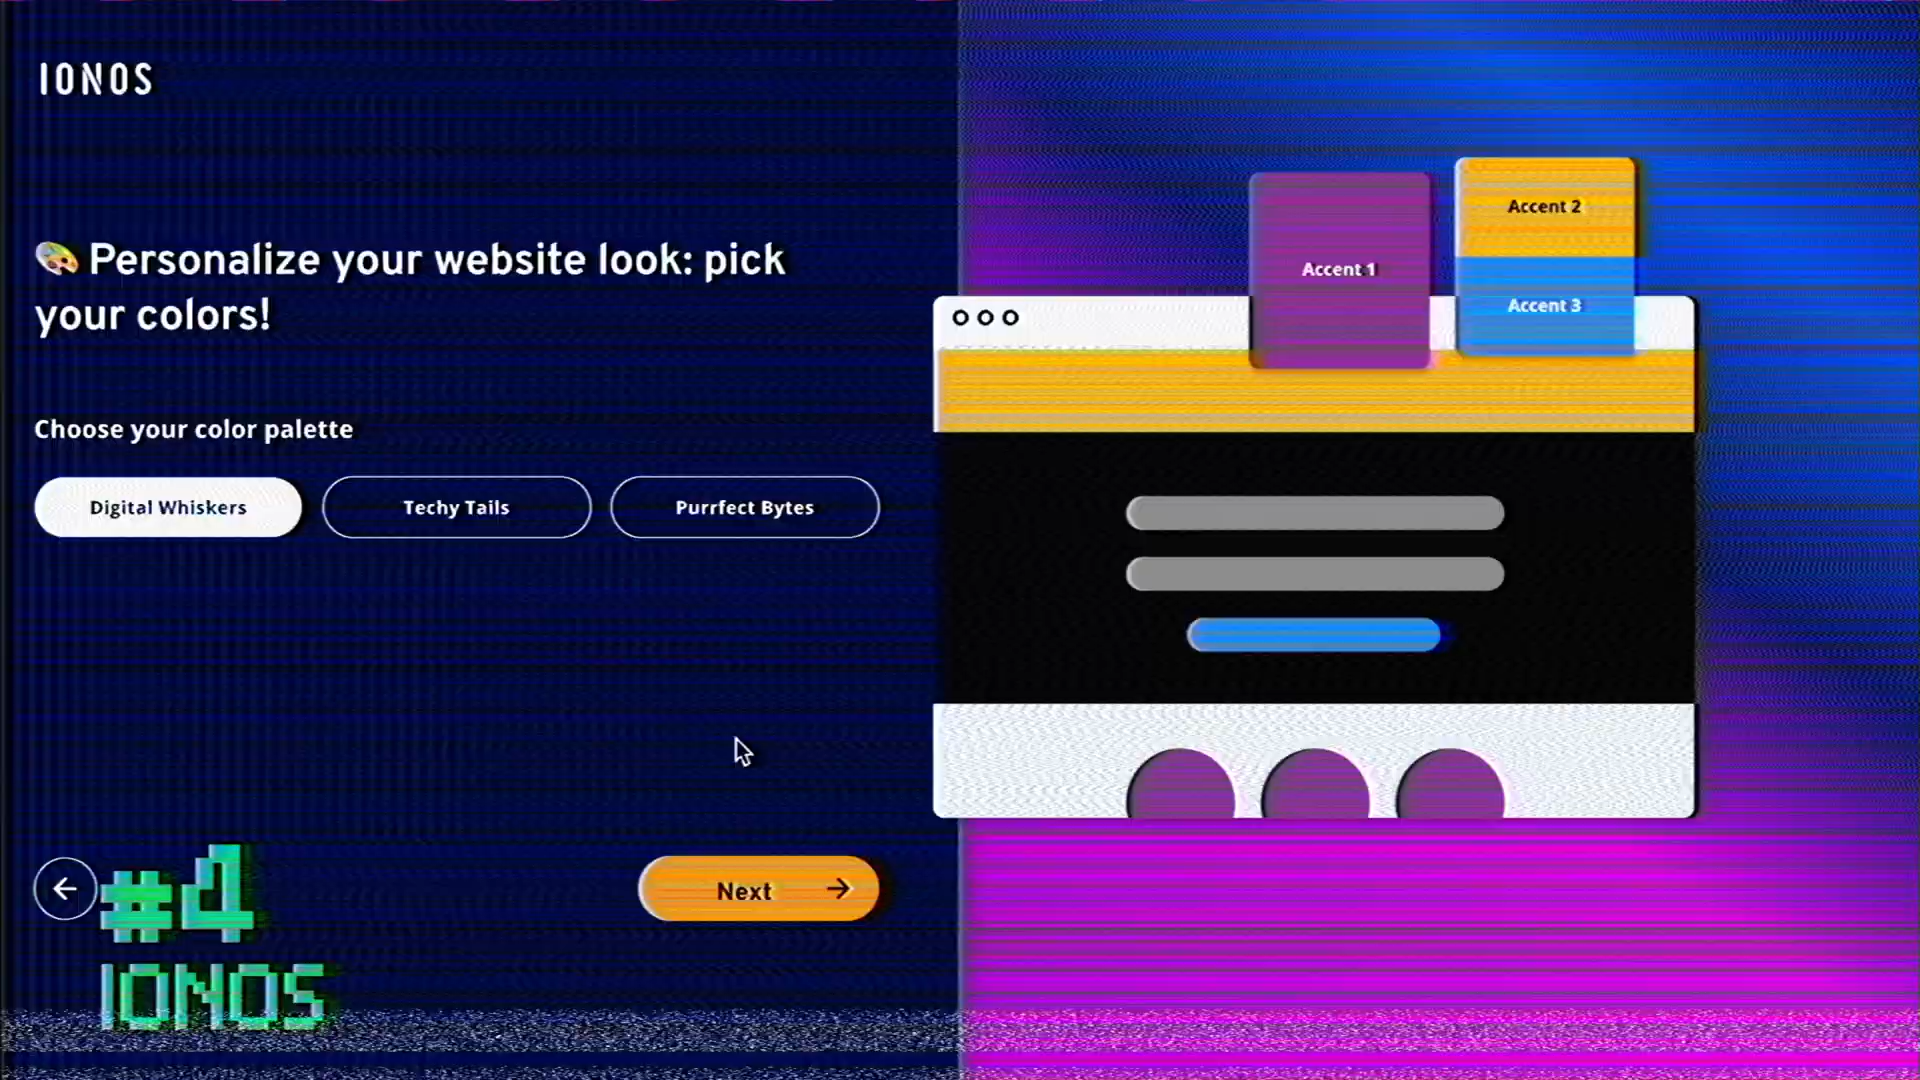 IONOS
Personalize your website look: pick
your colors!
Choose your color palette
Digital Whiskers
Techy Tails
Purrfect Bytes
Next
Accent 1
Accent 2
Accent 3
#4
IONOS